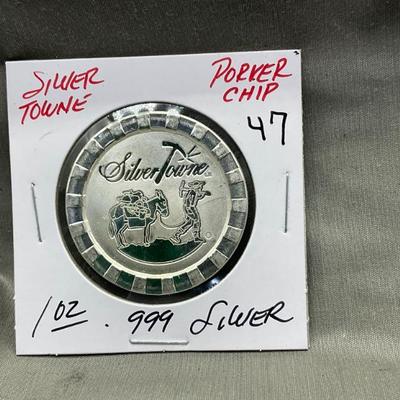 SILVER TOWNE
PORKER CHIP
47
SilverTowne
1 oz. .999 SILVER